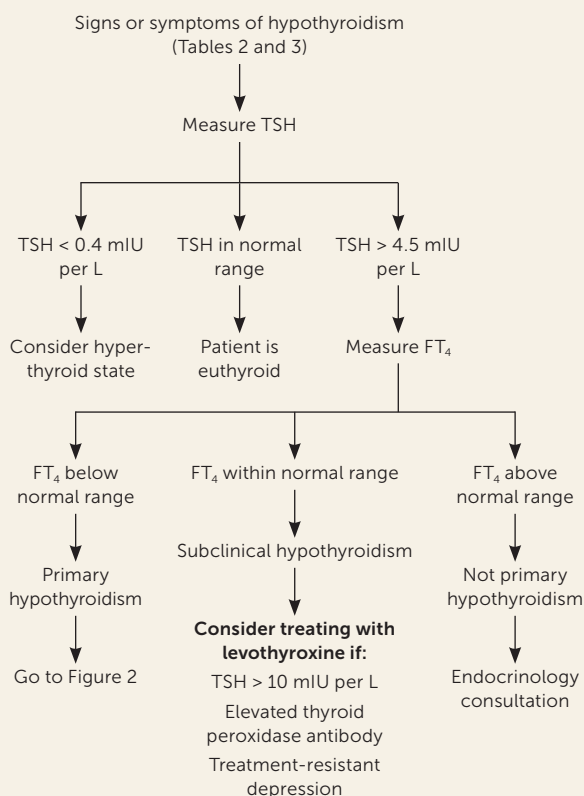 Signs or symptoms of hypothyroidism
(Tables 2 and 3)
Measure TSH
TSH < 0.4 mIU
per L
TSH in normal
range
TSH > 4.5 mIU
per L
Consider hyper-
thyroid state
Patient is
euthyroid
Measure FT₄
FT₄ below
normal range
FT₄ within normal range
FT₄ above
normal range
Primary
hypothyroidism
Subclinical hypothyroidism
Not primary
hypothyroidism
Go to Figure 2
Consider treating with
levothyroxine if:
TSH > 10 mIU per L
Elevated thyroid
peroxidase antibody
Treatment-resistant
depression
Endocrinology
consultation